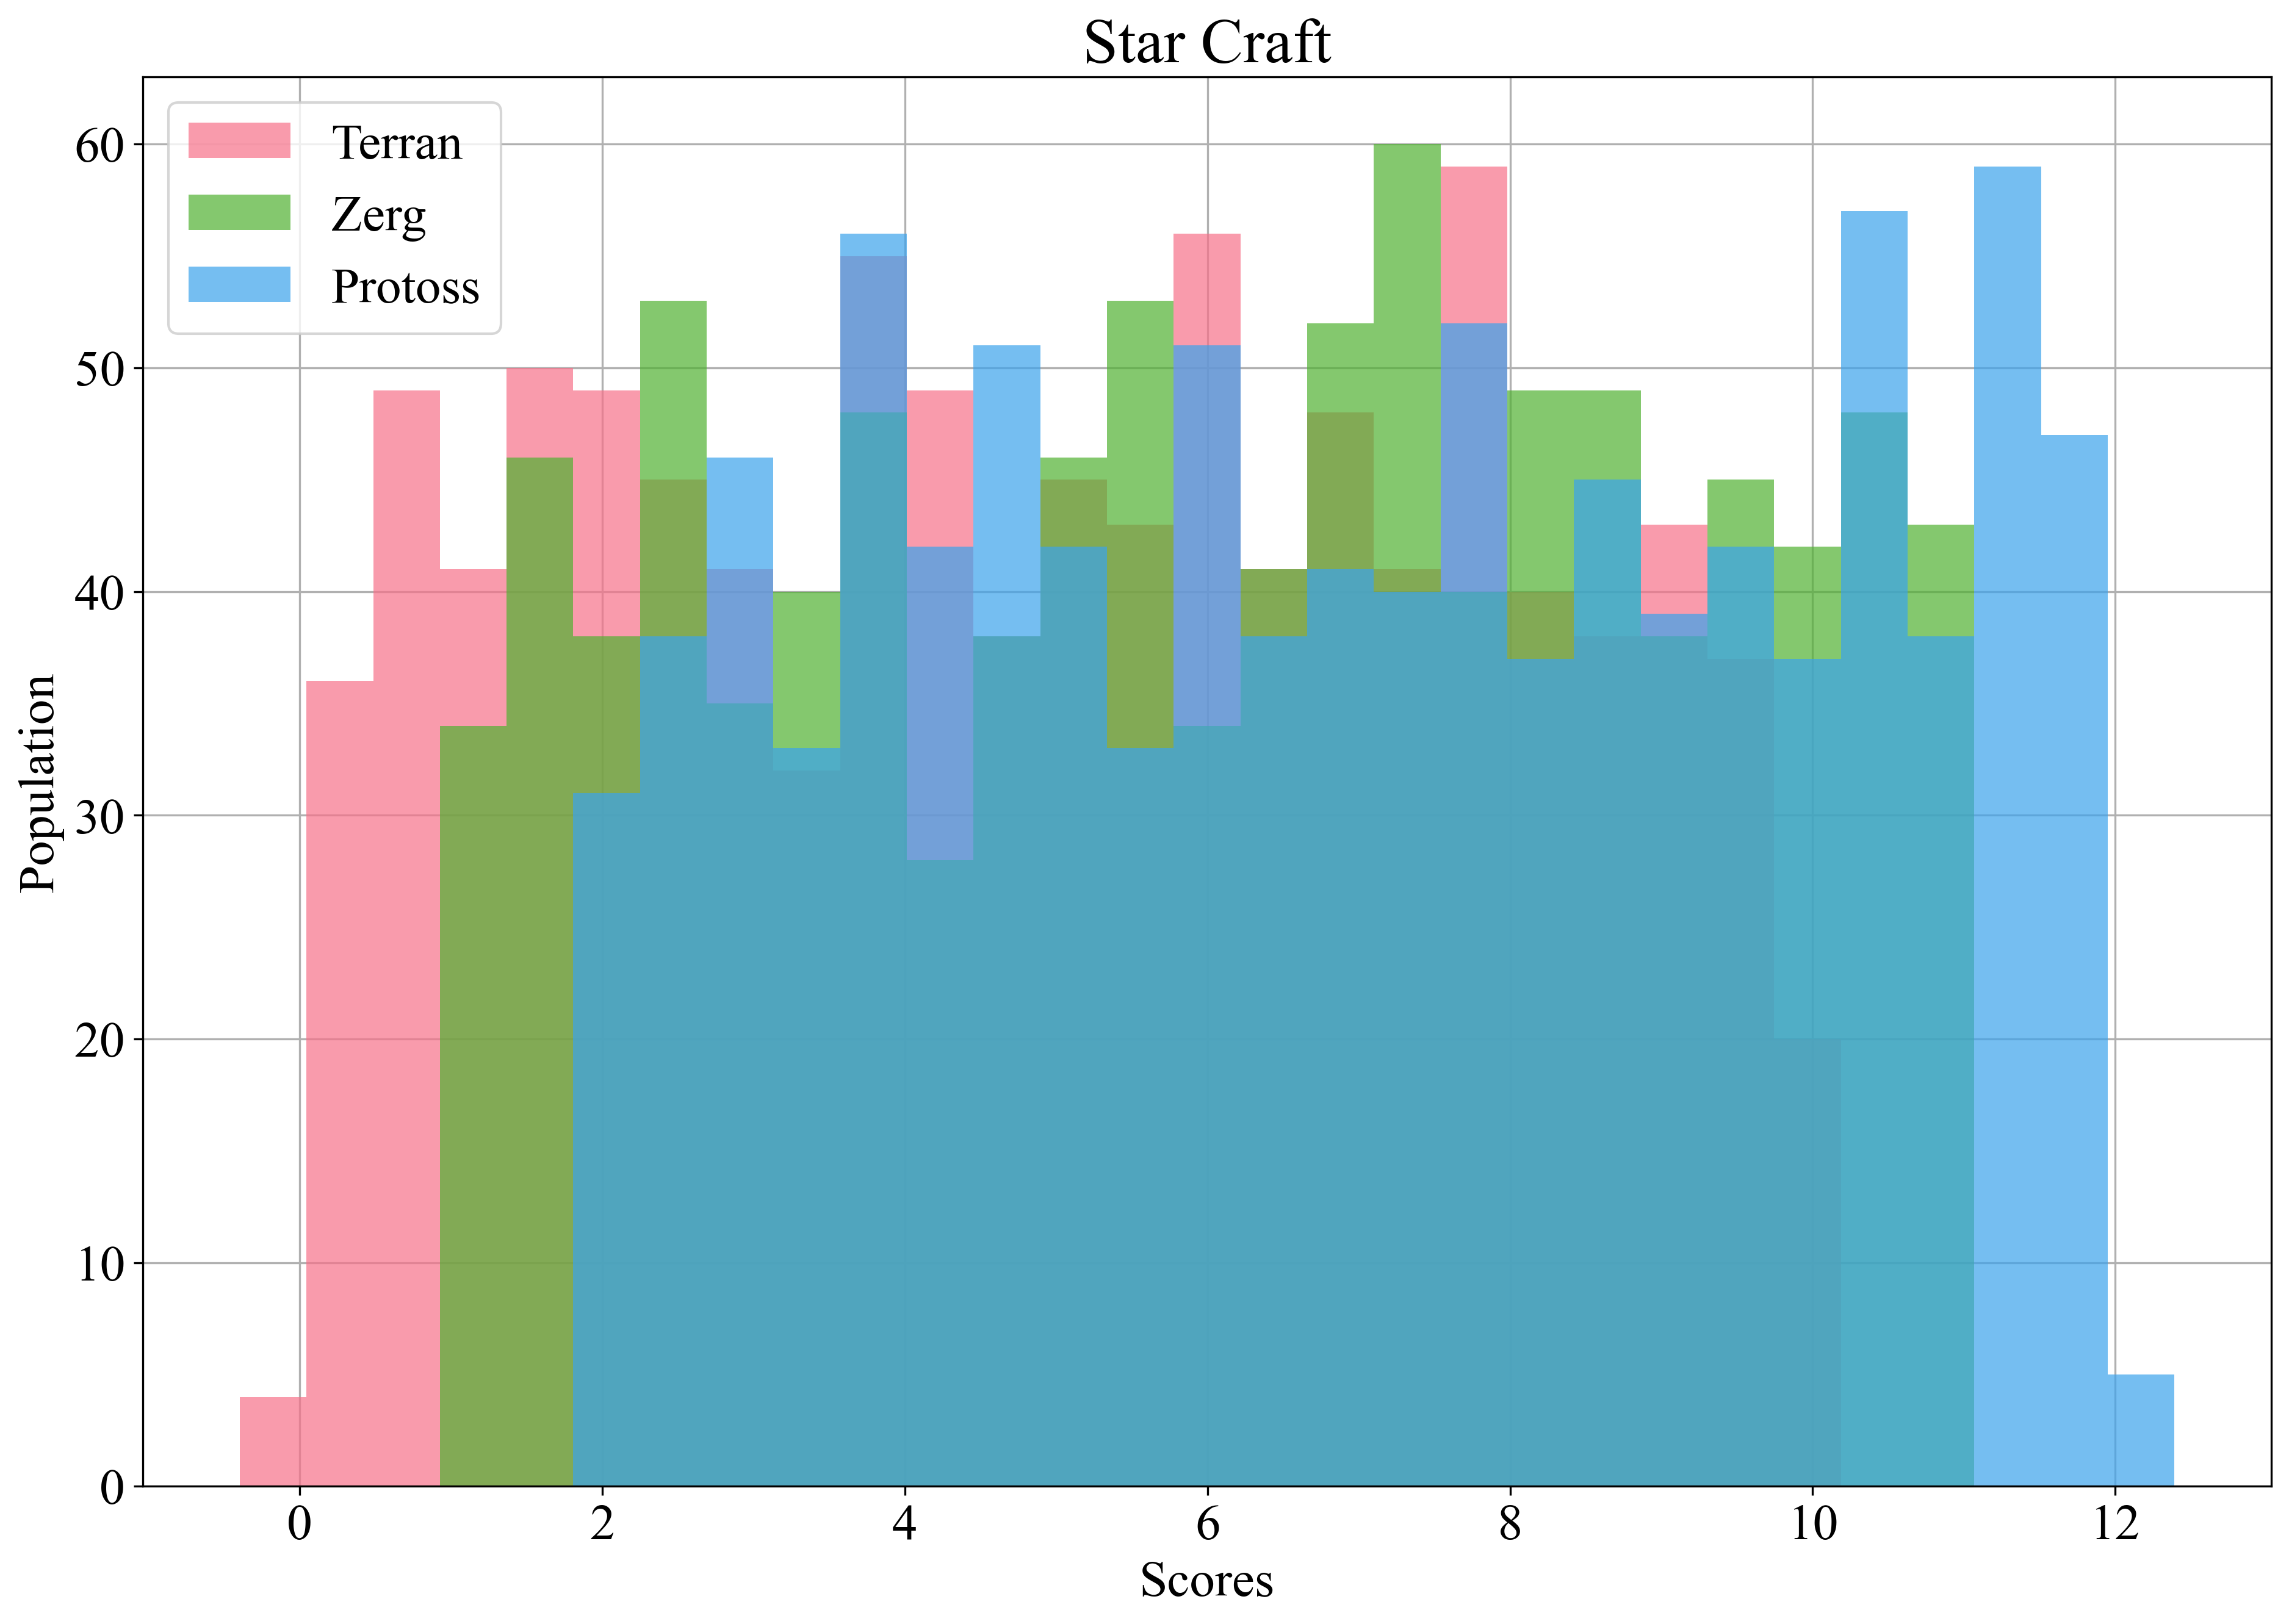 Star Craft
Terran
Zerg
Protoss
60
50
40
30
20
10
0
Population
0 2 4 6 8 10 12
Scores